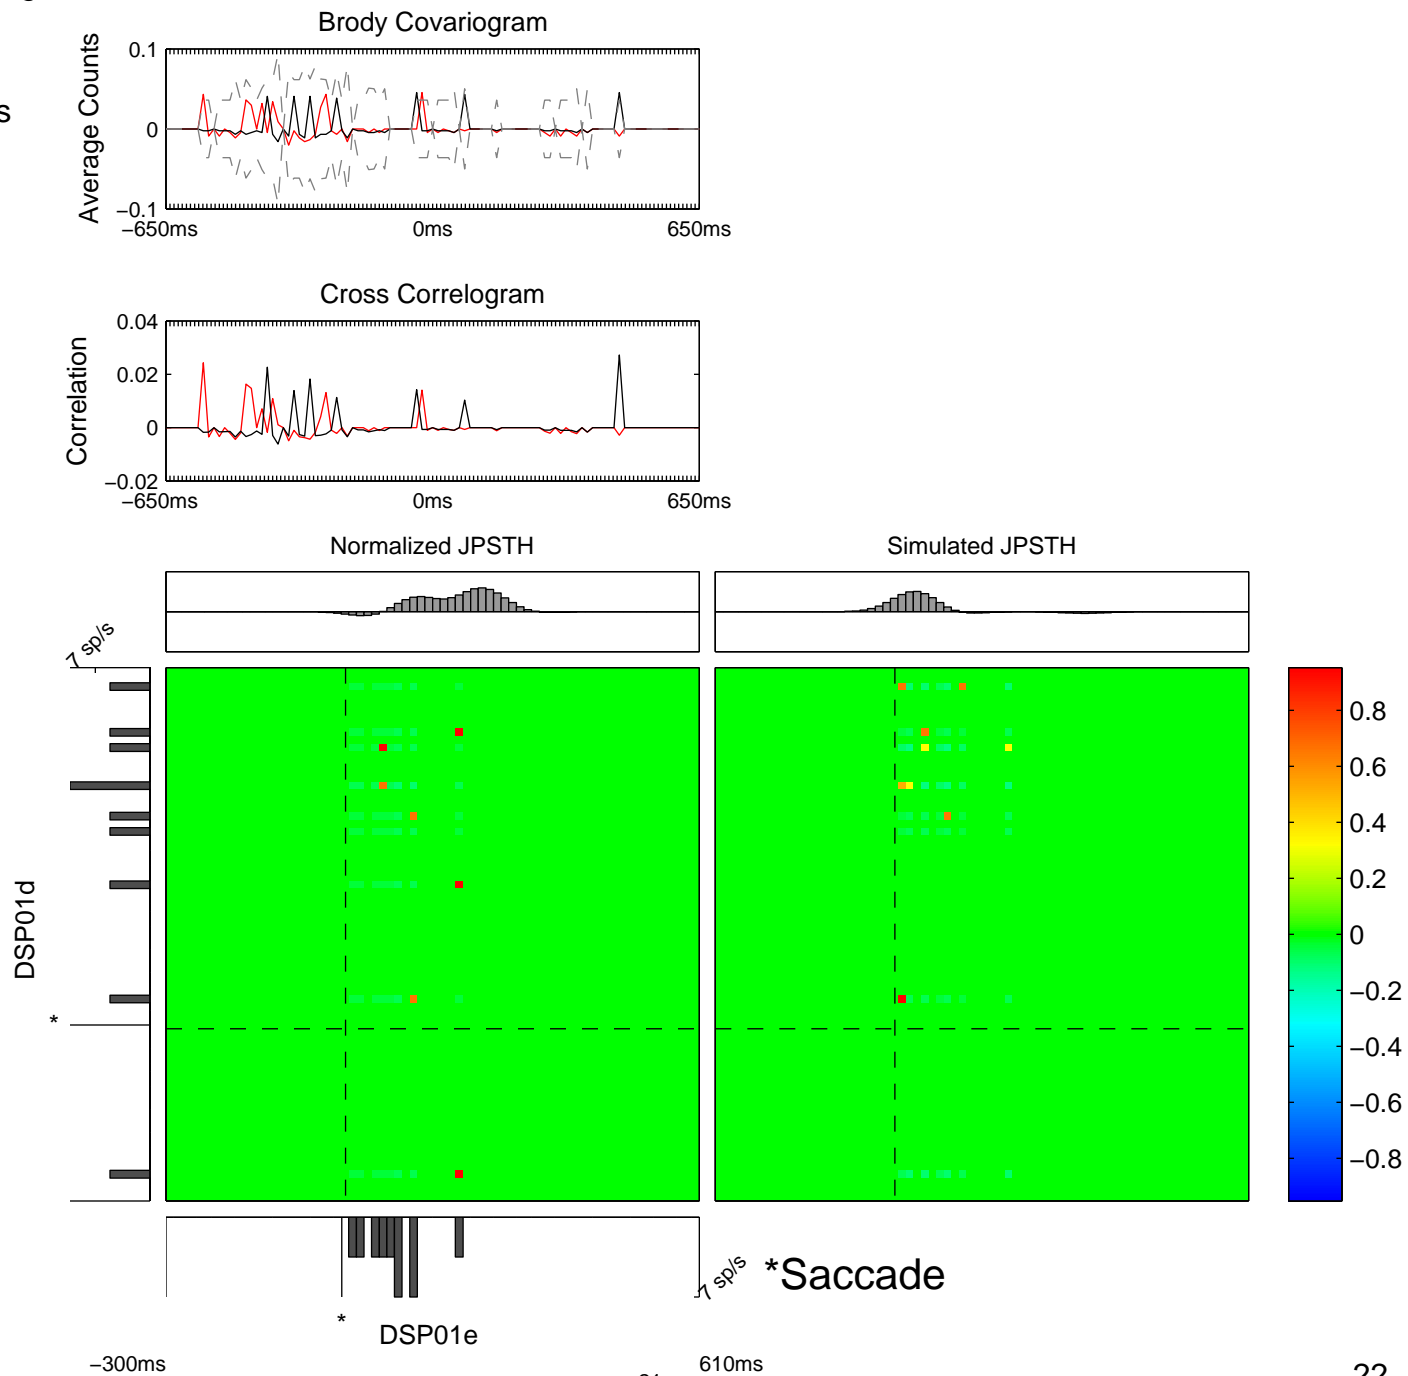 Brody Covariogram
Average Counts
0.1
0
−0.1
−650ms
0ms
650ms
s
Cross Correlogram
Correlation
0.04
0.02
0
−0.02
−650ms
0ms
650ms
Normalized JPSTH
Simulated JPSTH
7 sp/s
DSP01d
*
0.8
0.6
0.4
0.2
0
−0.2
−0.4
−0.6
−0.8
7 sp/s
*Saccade
*
DSP01e
−300ms
610ms
22